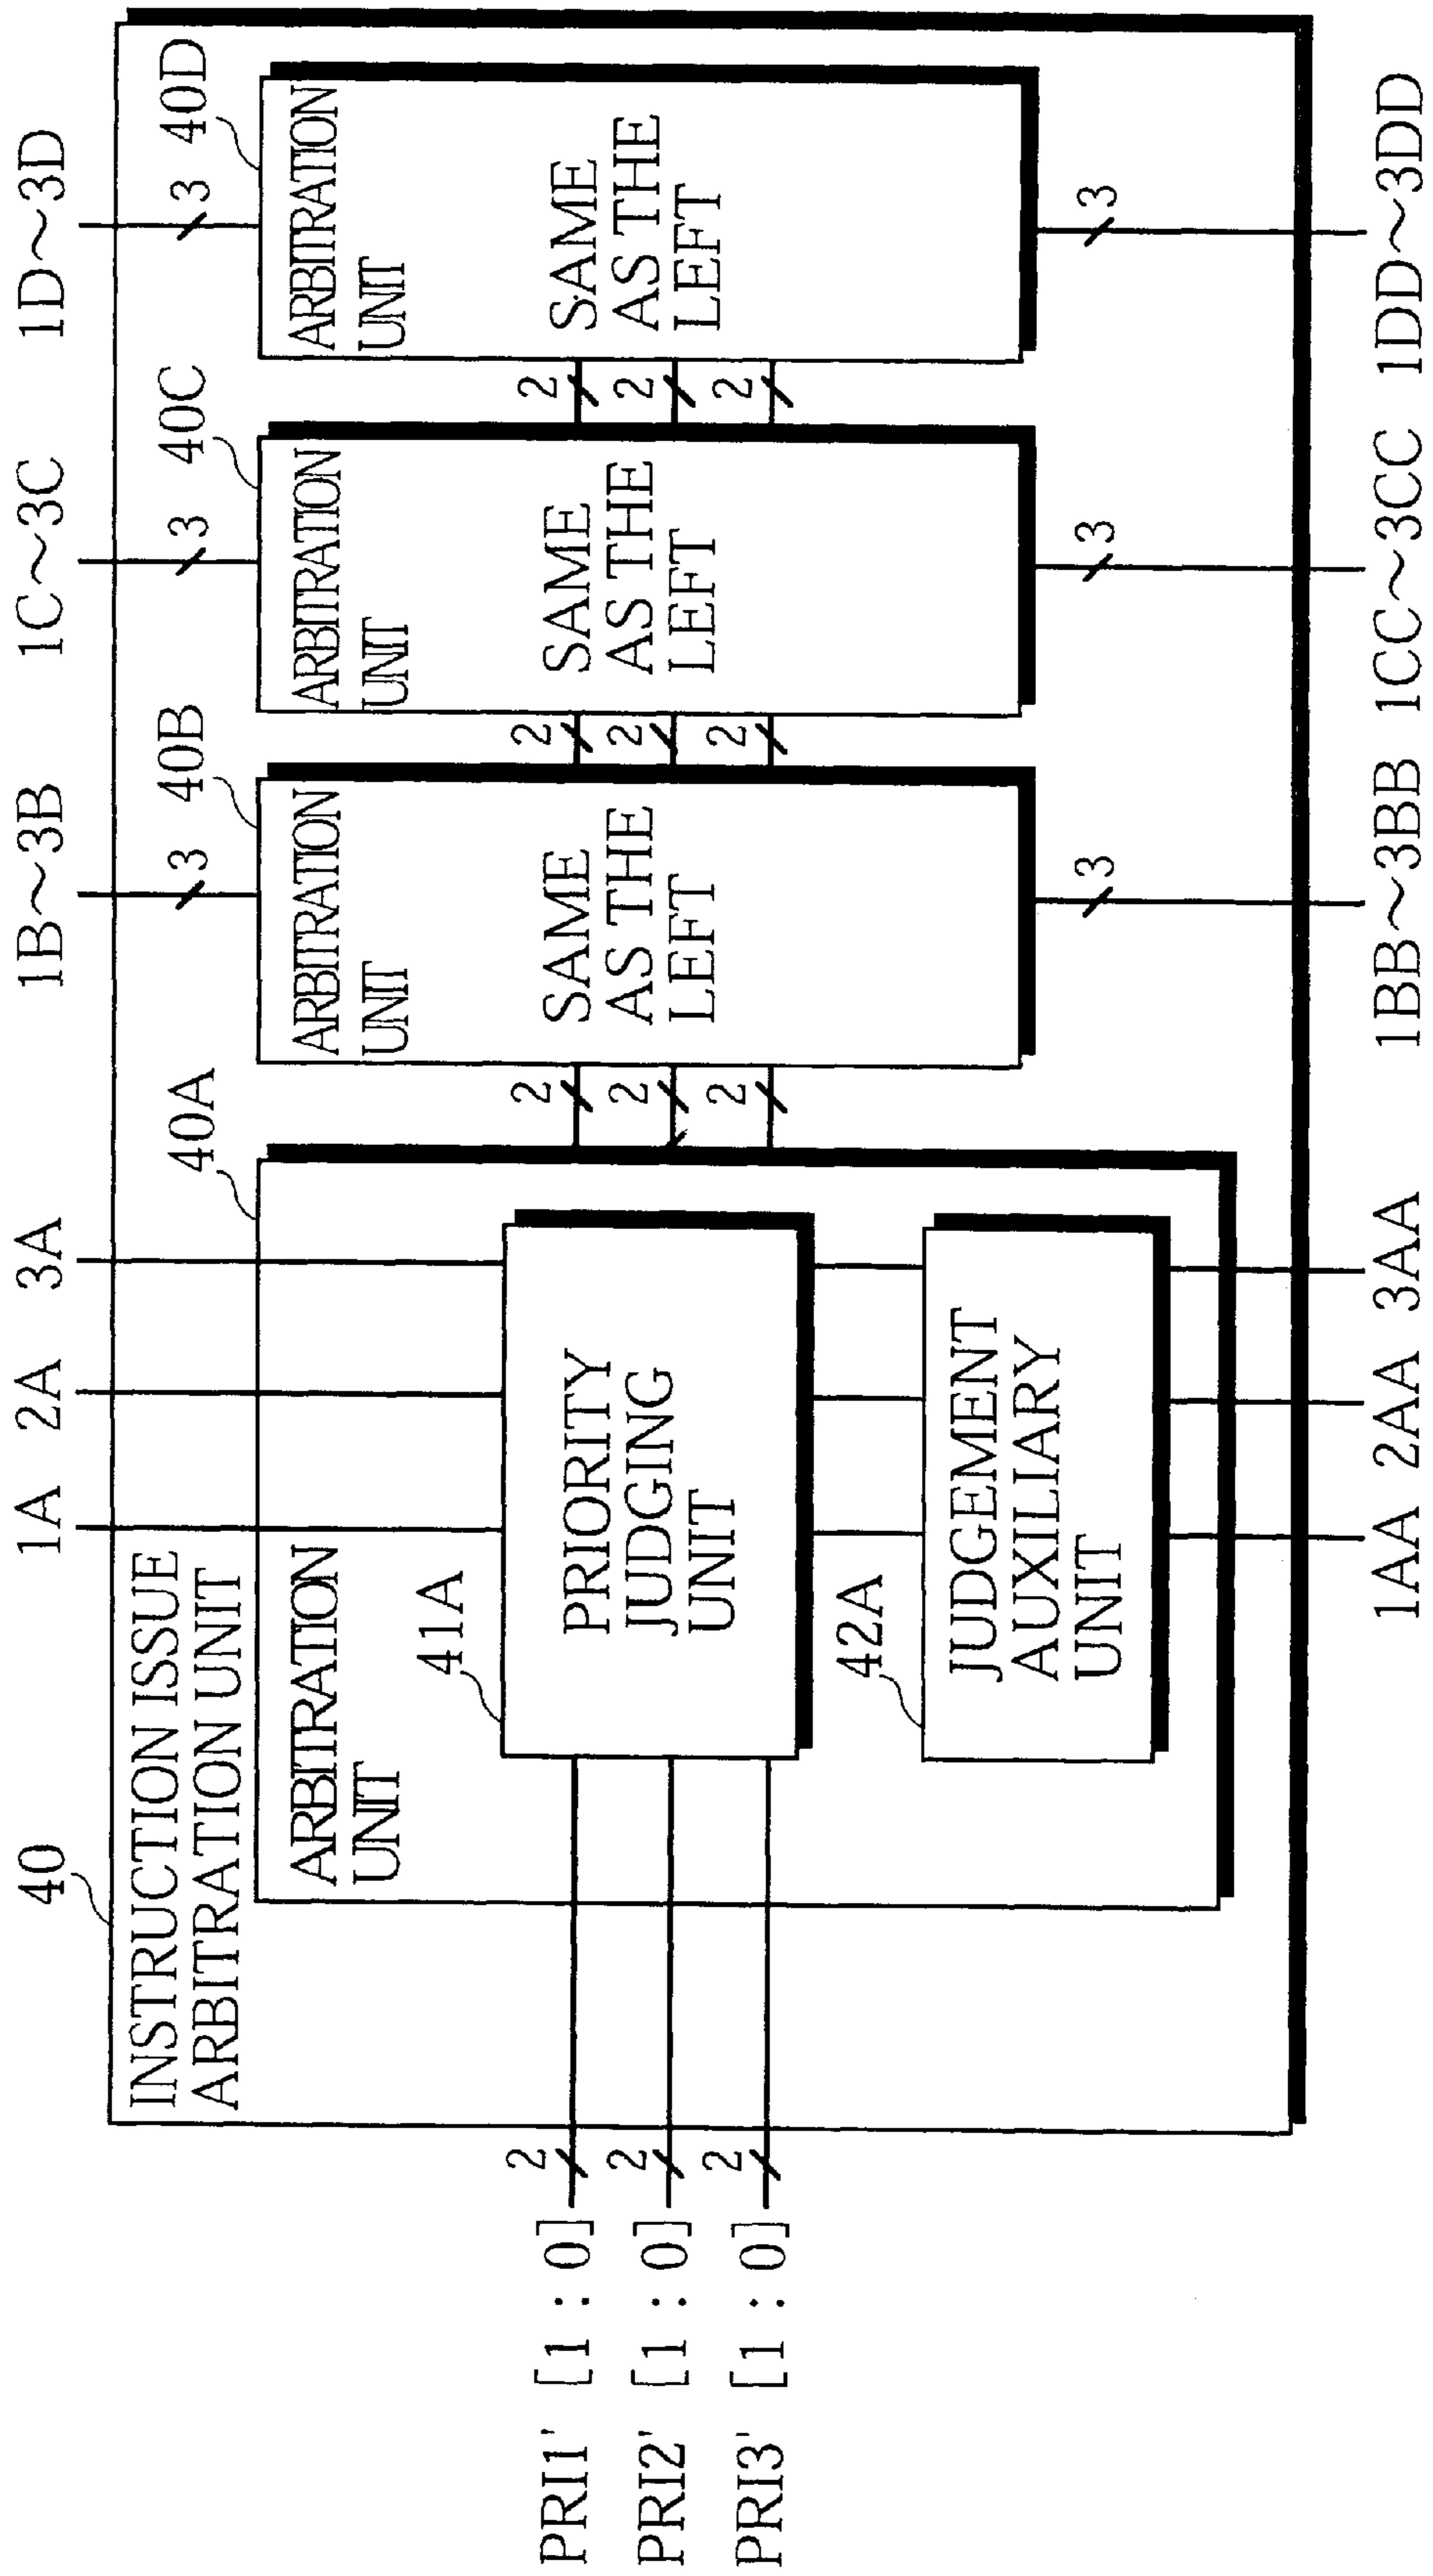 40
INSTRUCTION ISSUE
ARBITRATION UNIT
1A 2A 3A
1B~3B
1C~3C
1D~3D
40A
ARBITRATION
UNIT
41A
PRIORITY
JUDGING
UNIT
42A
JUDGEMENT
AUXILIARY
UNIT
PRI1' [1 : 0] 2
PRI2' [1 : 0] 2
PRI3' [1 : 0] 2
2
2
2
3
40B
ARBITRATION
UNIT
SAME
AS THE
LEFT
3
2
2
2
3
40C
ARBITRATION
UNIT
SAME
AS THE
LEFT
3
2
2
2
3
40D
ARBITRATION
UNIT
SAME
AS THE
LEFT
3
1AA 2AA 3AA
1BB~3BB
1CC~3CC
1DD~3DD